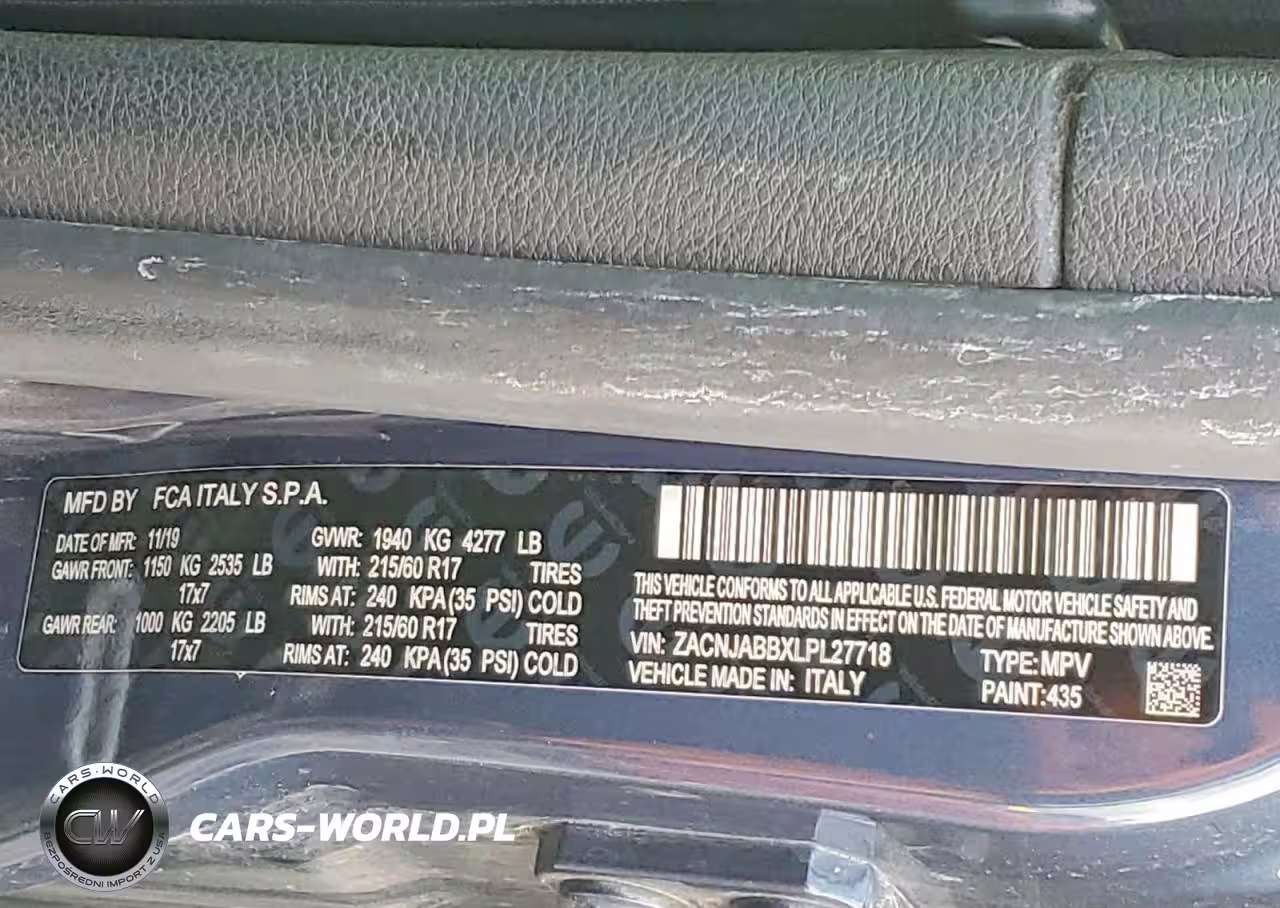 MFD BY FCA ITALY S.P.A.
DATE OF MFR: 11/19 GVWR: 1940 KG 4277 LB
GAWR FRONT: 1150 KG 2535 LB WITH: 215/60 R17 TIRES
17x7 RIMS AT: 240 KPA (35 PSI) COLD
GAWR REAR: 1000 KG 2205 LB WITH: 215/60 R17 TIRES
17x7 RIMS AT: 240 KPA (35 PSI) COLD
THIS VEHICLE CONFORMS TO ALL APPLICABLE U.S. FEDERAL MOTOR VEHICLE SAFETY AND
THEFT PREVENTION STANDARDS IN EFFECT ON THE DATE OF MANUFACTURE SHOWN ABOVE.
VIN: ZACNJABBXLPL27718 TYPE: MPV
VEHICLE MADE IN: ITALY PAINT: 435
CARS-WORLD
CW
BEZPOŚREDNI IMPORT Z USA
CARS-WORLD.PL